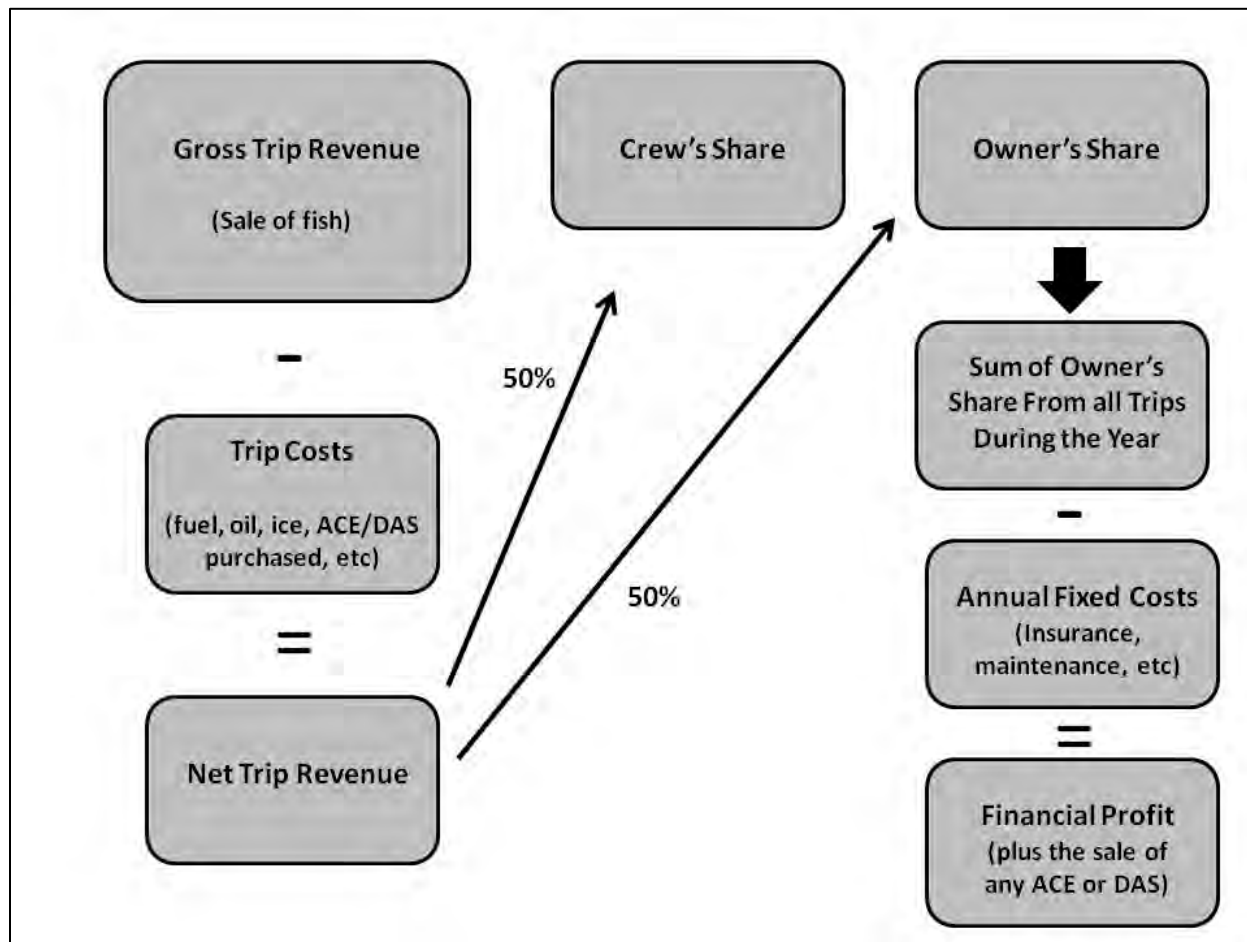 Gross Trip Revenue
(Sale of fish)
-
Trip Costs
(fuel, oil, ice, ACE/DAS
purchased, etc)
=
Net Trip Revenue
50%
50%
Crew's Share
Owner's Share
Sum of Owner's
Share From all Trips
During the Year
-
Annual Fixed Costs
(Insurance,
maintenance, etc)
=
Financial Profit
(plus the sale of
any ACE or DAS)